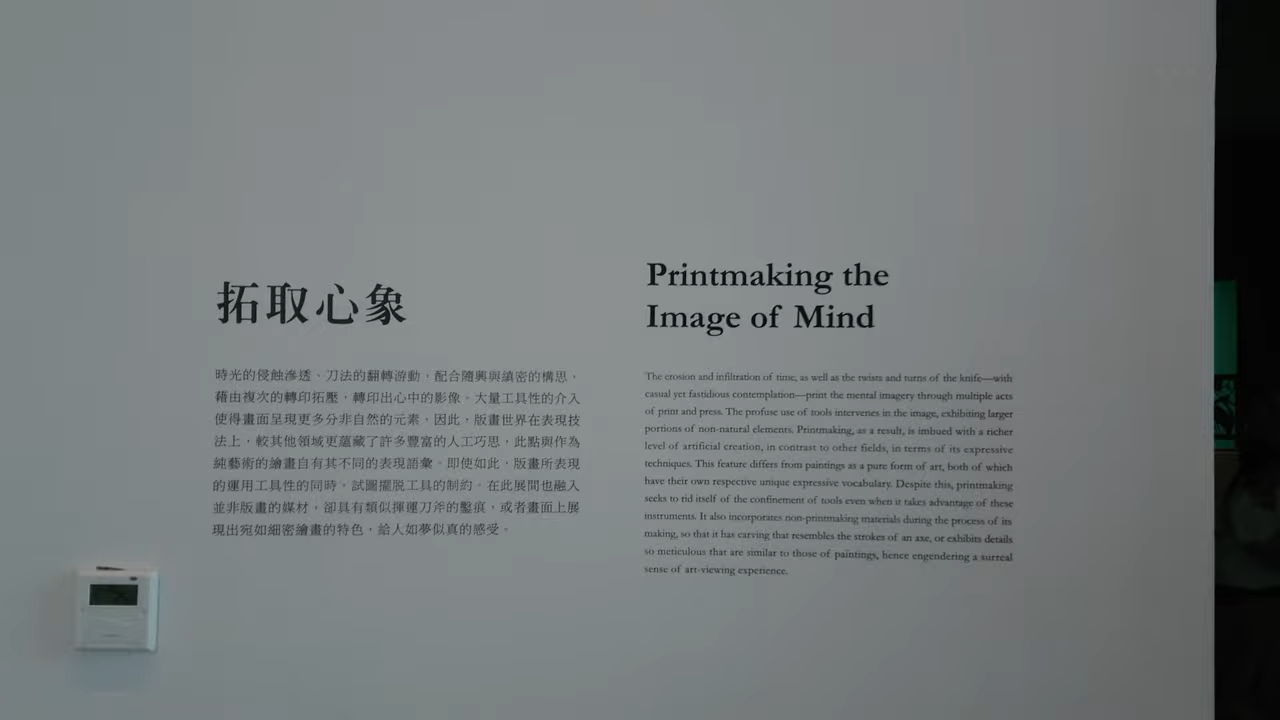 拓取心象
時光的侵蝕滲透、刀法的翻轉游動，配合隨興與縝密的構思，
藉由複次的轉印拓壓，轉印出心中的影像。大量工具性的介入
使得畫面呈現更多分非自然的元素，因此，版畫世界在表現技
法上，較其他領域更蘊藏了許多豐富的人工巧思，此點與作為
純藝術的繪畫自有其不同的表現語彙。即使如此，版畫所表現
的運用工具性的同時，試圖擺脫工具的制約。在此展間也融入
並非版畫的媒材，卻具有類似揮運刀斧的鑿痕，或者畫面上展
現出宛如細密繪畫的特色，給人如夢似真的感受。
Printmaking the
Image of Mind
The erosion and infiltration of time, as well as the twists and turns of the knife—with
casual yet fastidious contemplation—print the mental imagery through multiple acts
of print and press. The profuse use of tools intervenes in the image, exhibiting larger
portions of non-natural elements. Printmaking, as a result, is imbued with a richer
level of artificial creation, in contrast to other fields, in terms of its expressive
techniques. This feature differs from paintings as a pure form of art, both of which
have their own respective unique expressive vocabulary. Despite this, printmaking
seeks to rid itself of the confinement of tools even when it takes advantage of these
instruments. It also incorporates non-printmaking materials during the process of its
making, so that it has carving that resembles the strokes of an axe, or exhibits details
so meticulous that are similar to those of paintings, hence engendering a surreal
sense of art-viewing experience.